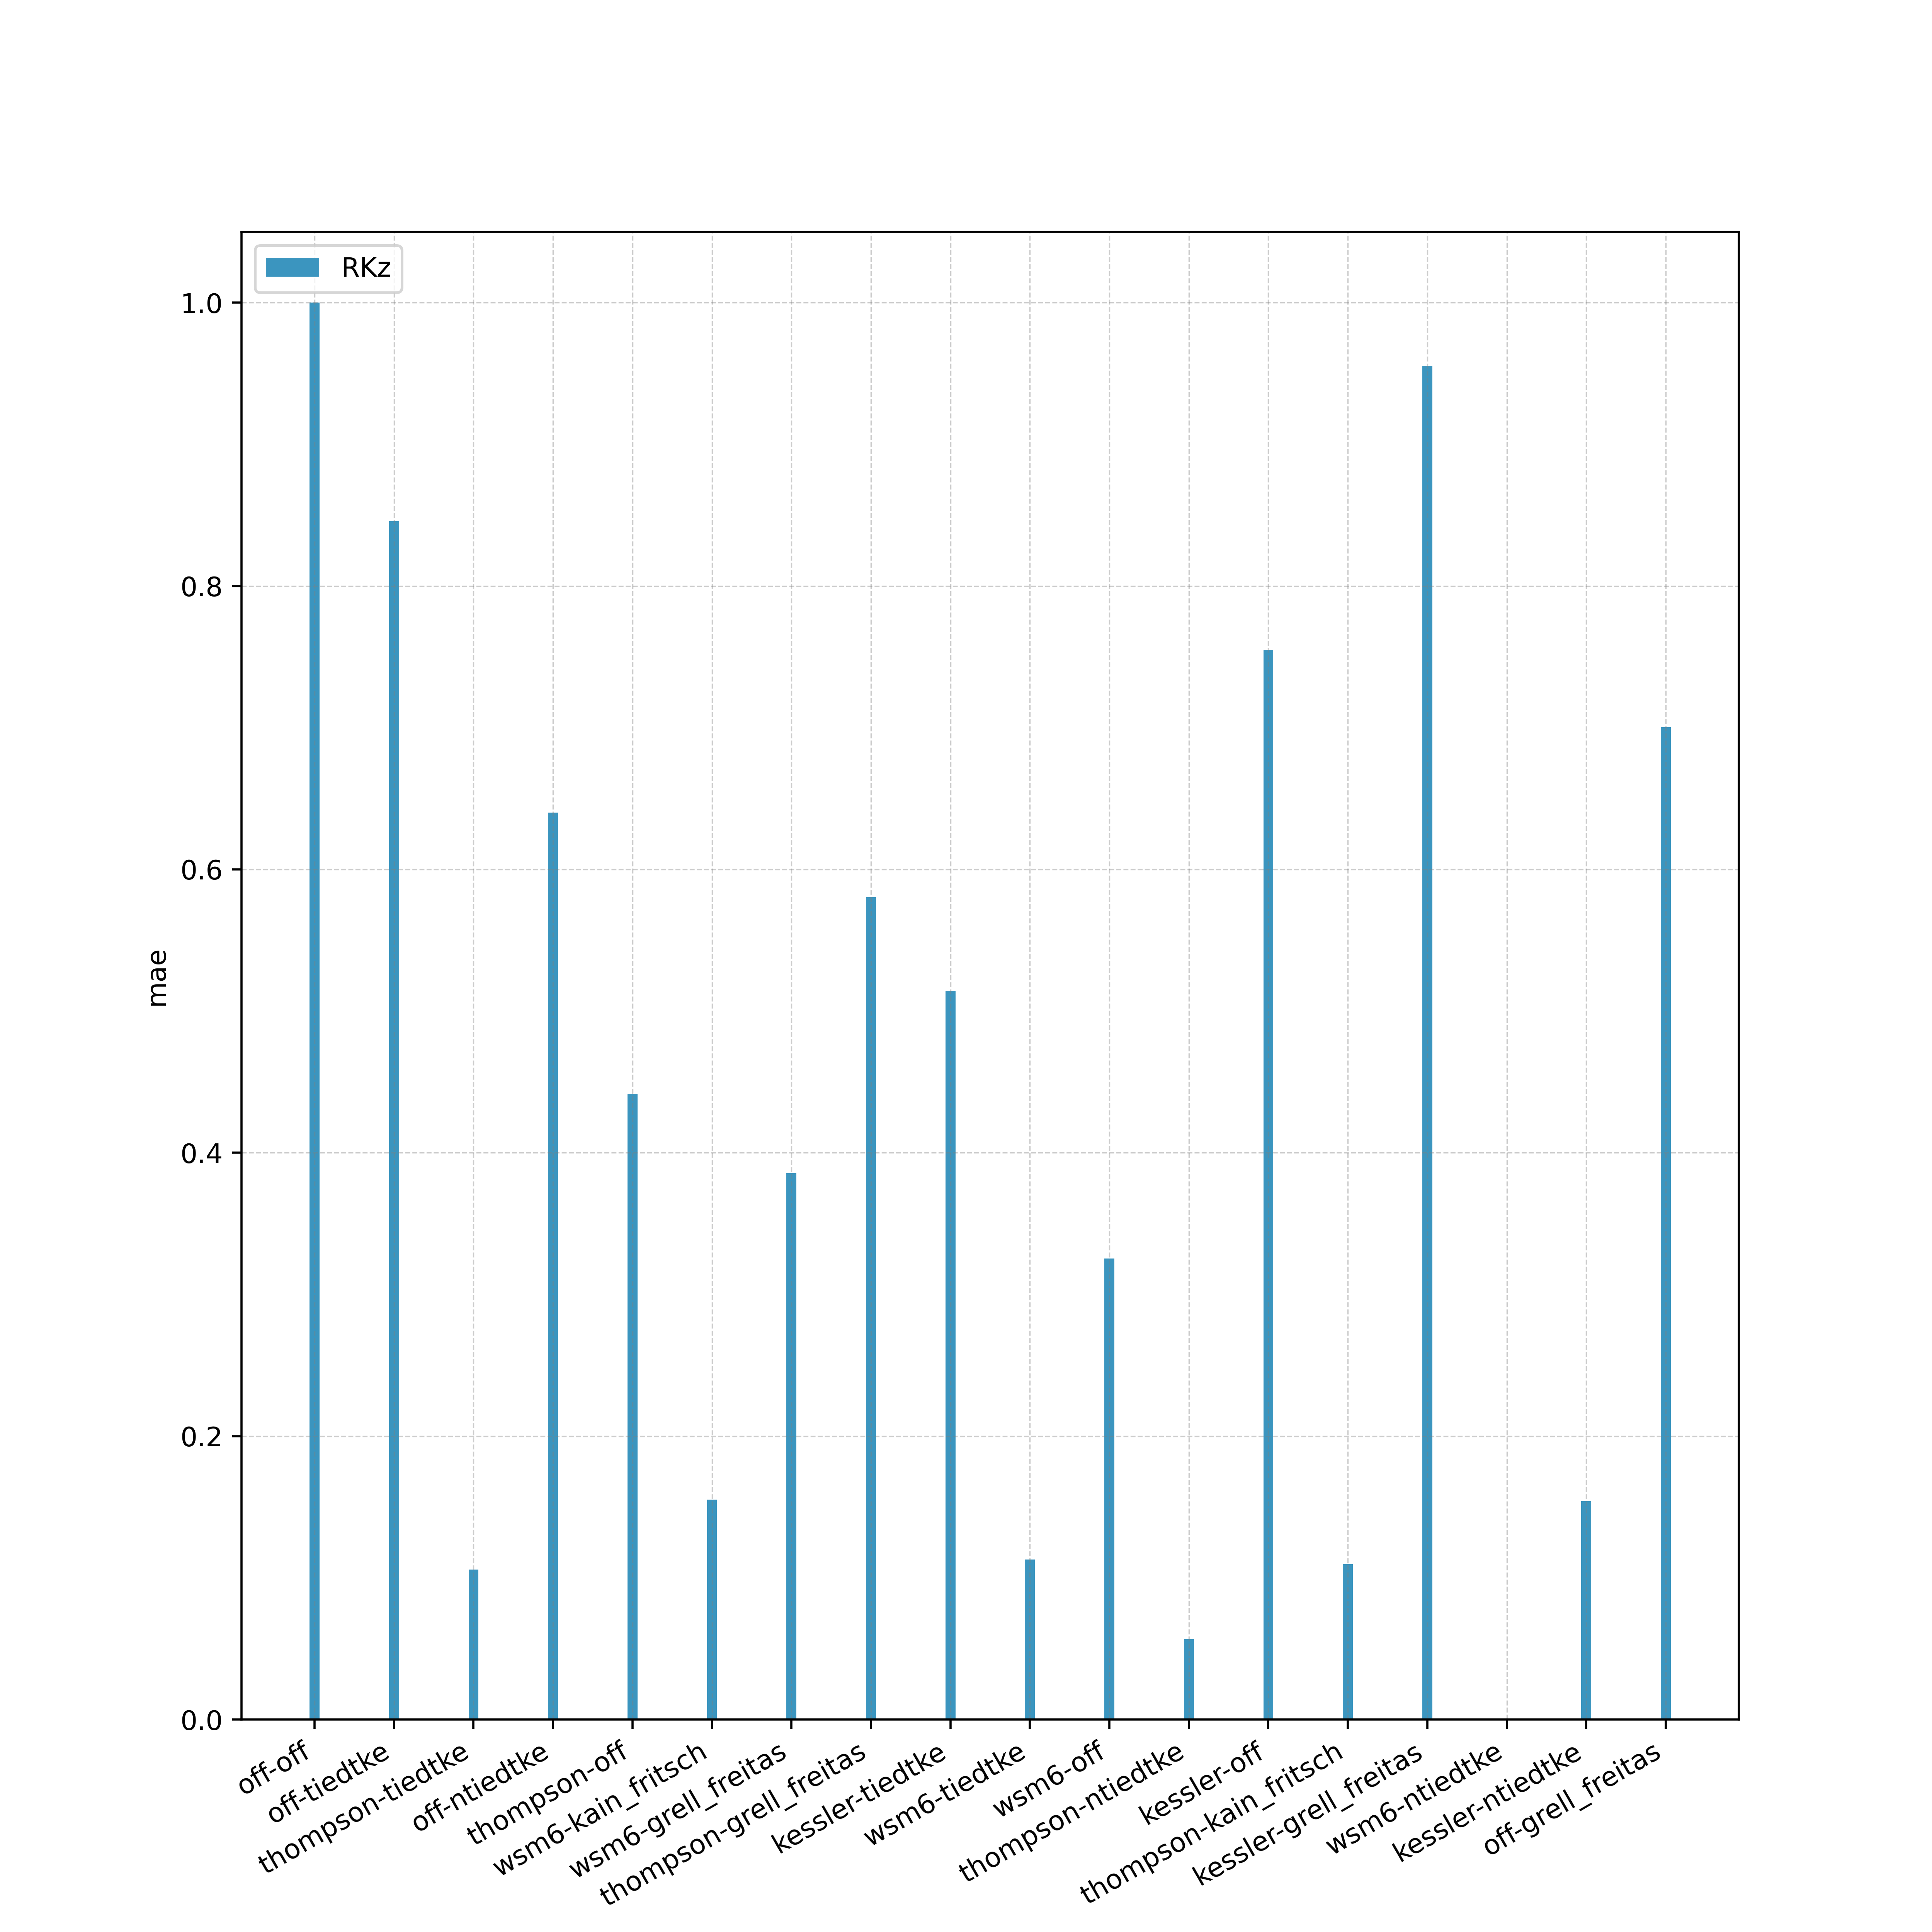 RKz
1.0
0.8
0.6
0.4
0.2
0.0
mae
off-off
off-tiedtke
thompson-tiedtke
off-ntiedtke
thompson-off
wsm6-kain_fritsch
wsm6-grell_freitas
thompson-grell_freitas
kessler-tiedtke
wsm6-tiedtke
wsm6-off
thompson-ntiedtke
kessler-off
thompson-kain_fritsch
kessler-grell_freitas
wsm6-ntiedtke
kessler-ntiedtke
off-grell_freitas